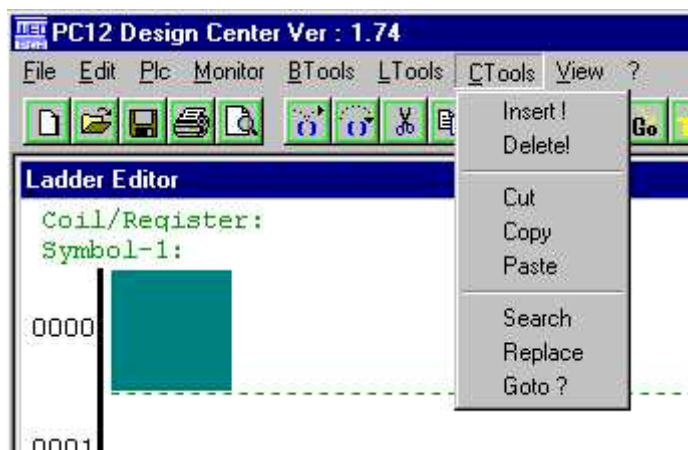 PC12 Design Center Ver : 1.74
File Edit Plc Monitor BTools LTools CTools View ?
Go
Insert !
Delete!
Cut
Copy
Paste
Search
Replace
Goto ?
Ladder Editor
Coil/Register:
Symbol-1:
0000
0001